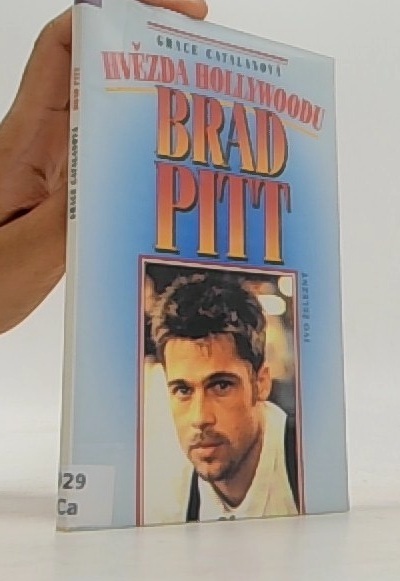 GRACE CATALANOVÁ
HVĚZDA HOLLYWOODU
BRAD
PITT
IVO ŽELEZNÝ
GRACE CATALANOVÁ BRAD PITT
929
Ca